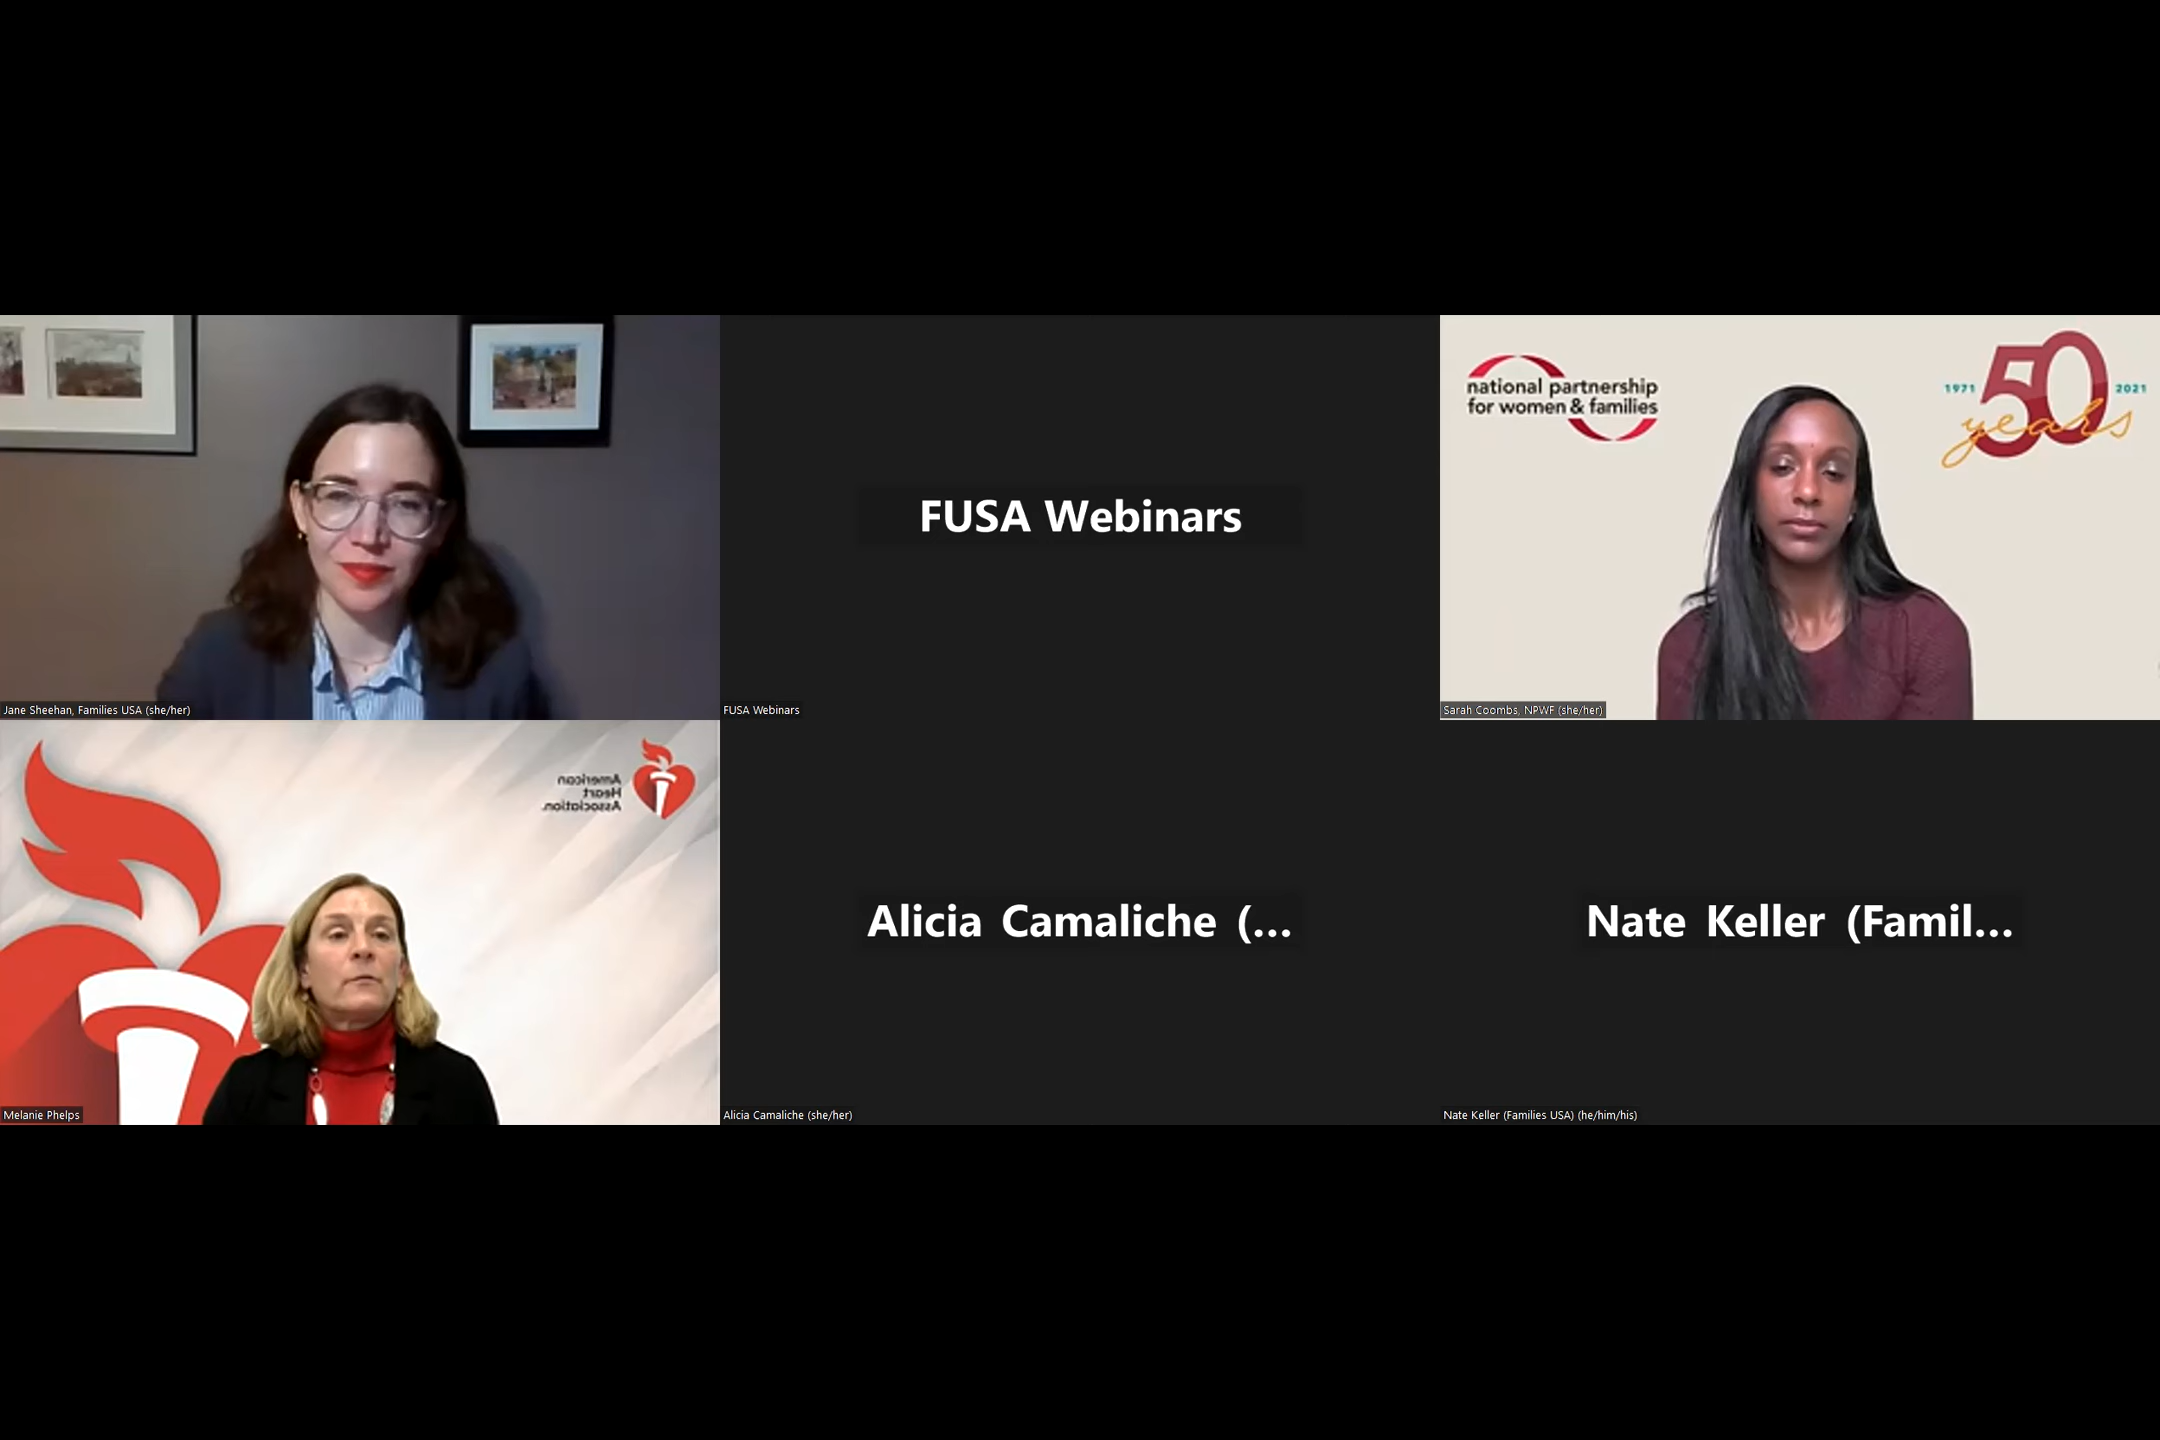 national partnership
for women & families
1971 50 2021
years
FUSA Webinars
Jane Sheehan, Families USA (she/her)
FUSA Webinars
Sarah Coombs, NPWF (she/her)
American
Heart
Association.
Alicia Camaliche (...
Nate Keller (Famil...
Melanie Phelps
Alicia Camaliche (she/her)
Nate Keller (Families USA) (he/him/his)